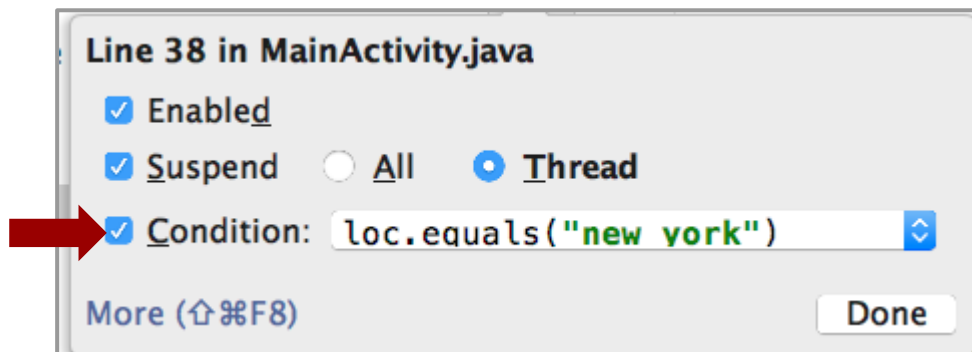 Line 38 in MainActivity.java
Enabled
Suspend All Thread
Condition: loc.equals("new york")
More (⇧⌘F8) Done